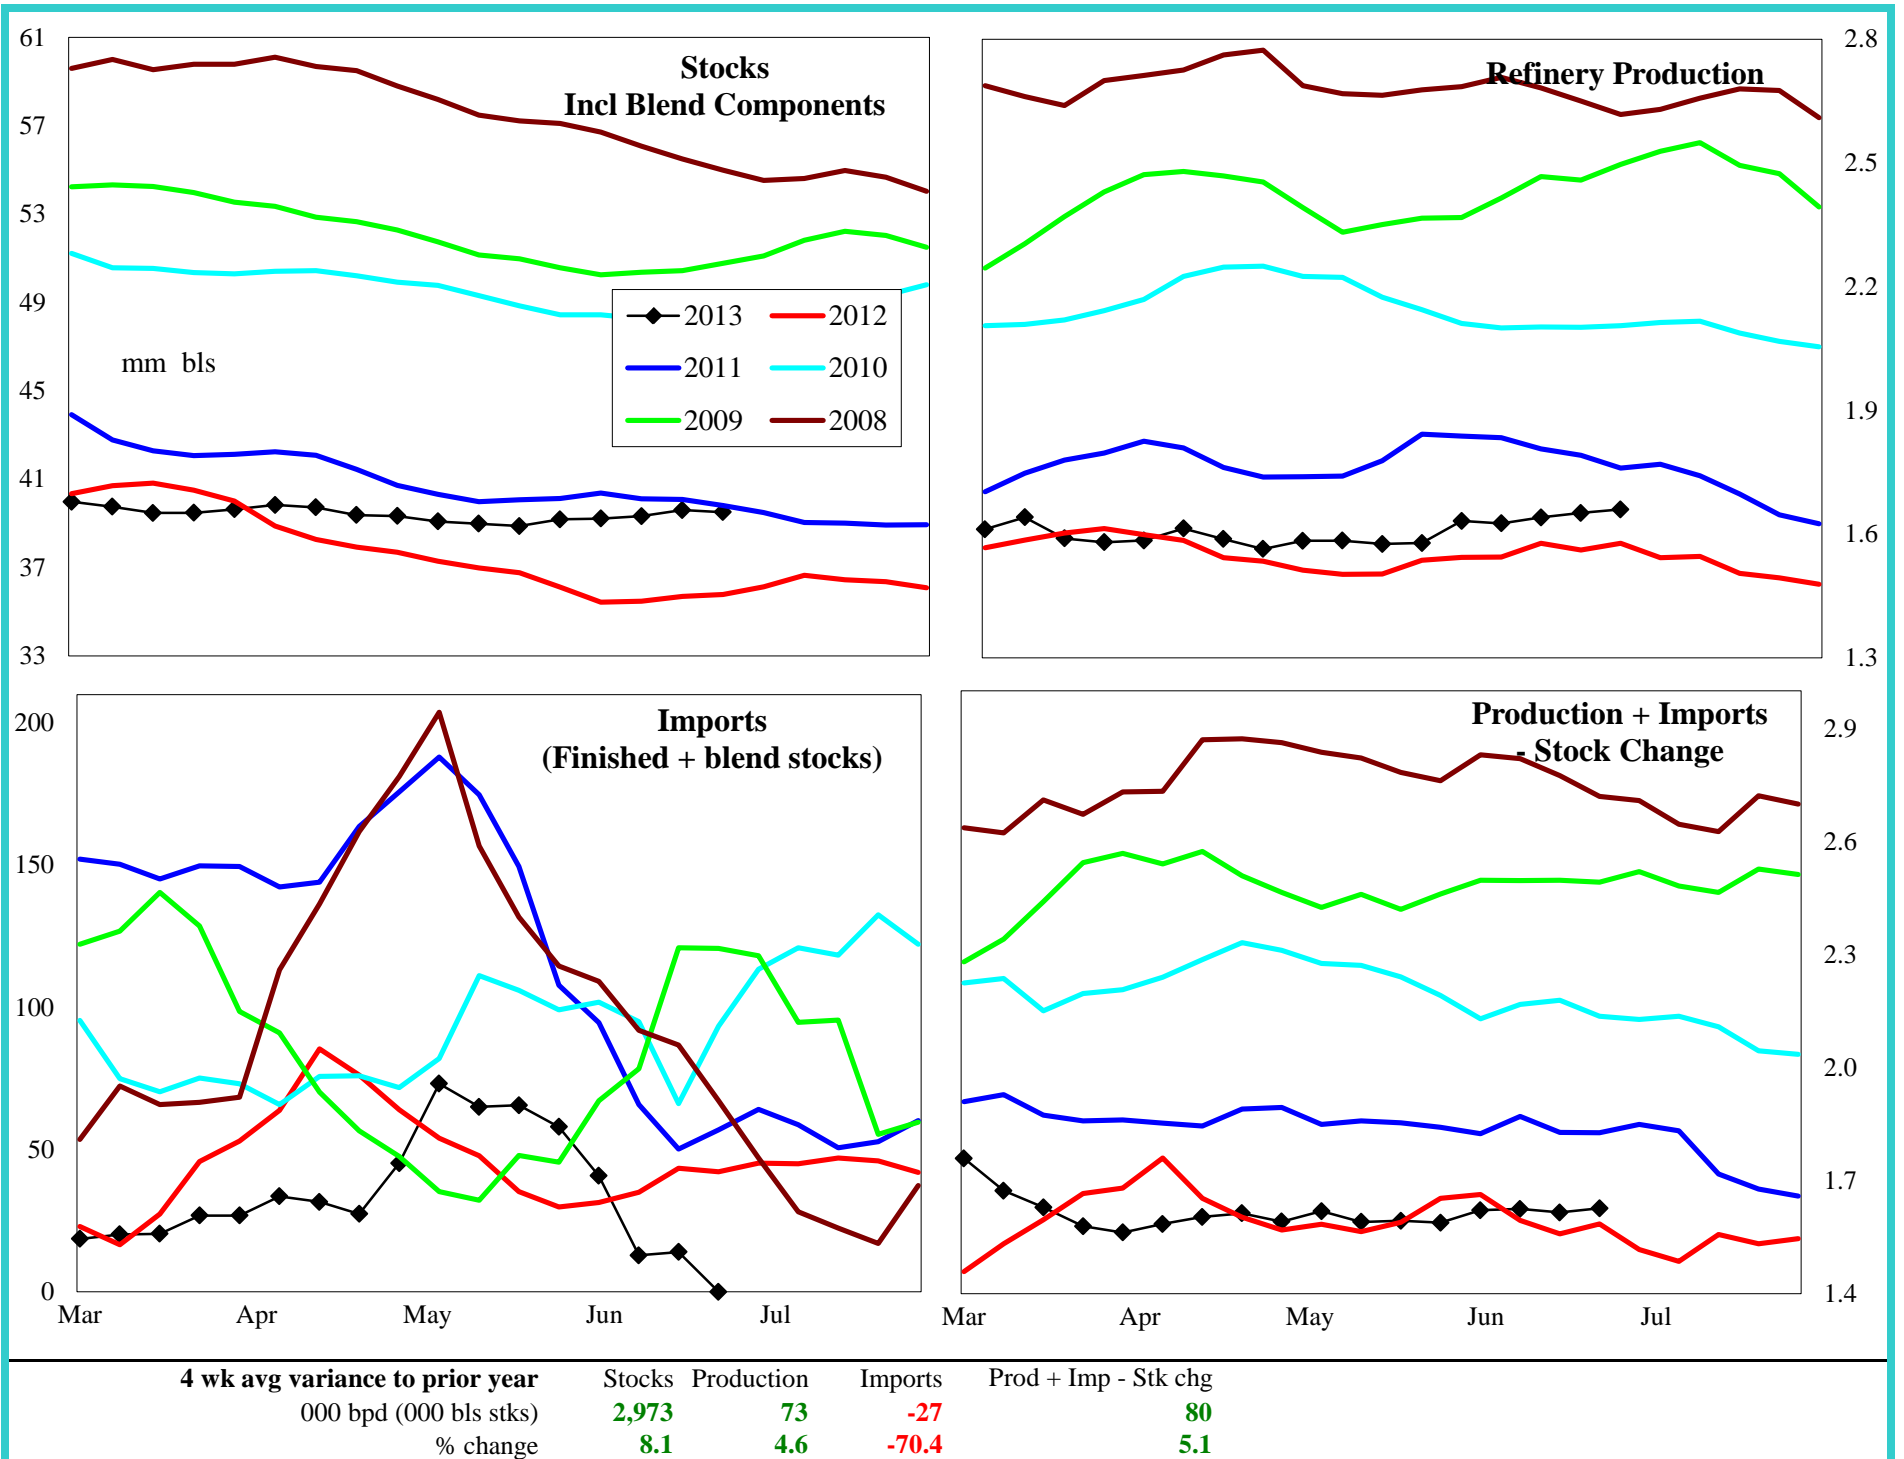 Stocks
Incl Blend Components
61
57
53
49
45
41
37
33
mm bls
2013 2012
2011 2010
2009 2008
Refinery Production
2.8
2.5
2.2
1.9
1.6
1.3
Imports
(Finished + blend stocks)
200
150
100
50
0
Mar Apr May Jun Jul
Production + Imports
- Stock Change
2.9
2.6
2.3
2.0
1.7
1.4
Mar Apr May Jun Jul
4 wk avg variance to prior year Stocks Production Imports Prod + Imp - Stk chg
000 bpd (000 bls stks) 2,973 73 -27 80
% change 8.1 4.6 -70.4 5.1